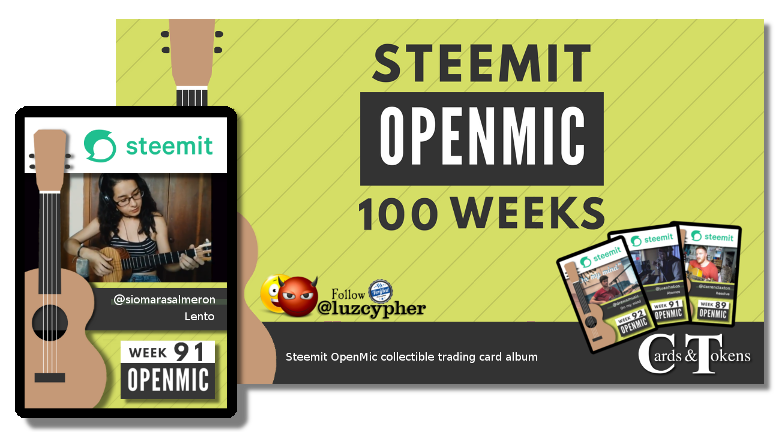 STEEMIT
OPENMIC
100 WEEKS
steemit
@siomarasalmeron
Lento
WEEK 91
OPENMIC
Follow
@luzcypher
Steemit OpenMic collectible trading card album
Cards & Tokens
steemit
WEEK 92
OPENMIC
steemit
WEEK 91
OPENMIC
steemit
WEEK 89
OPENMIC